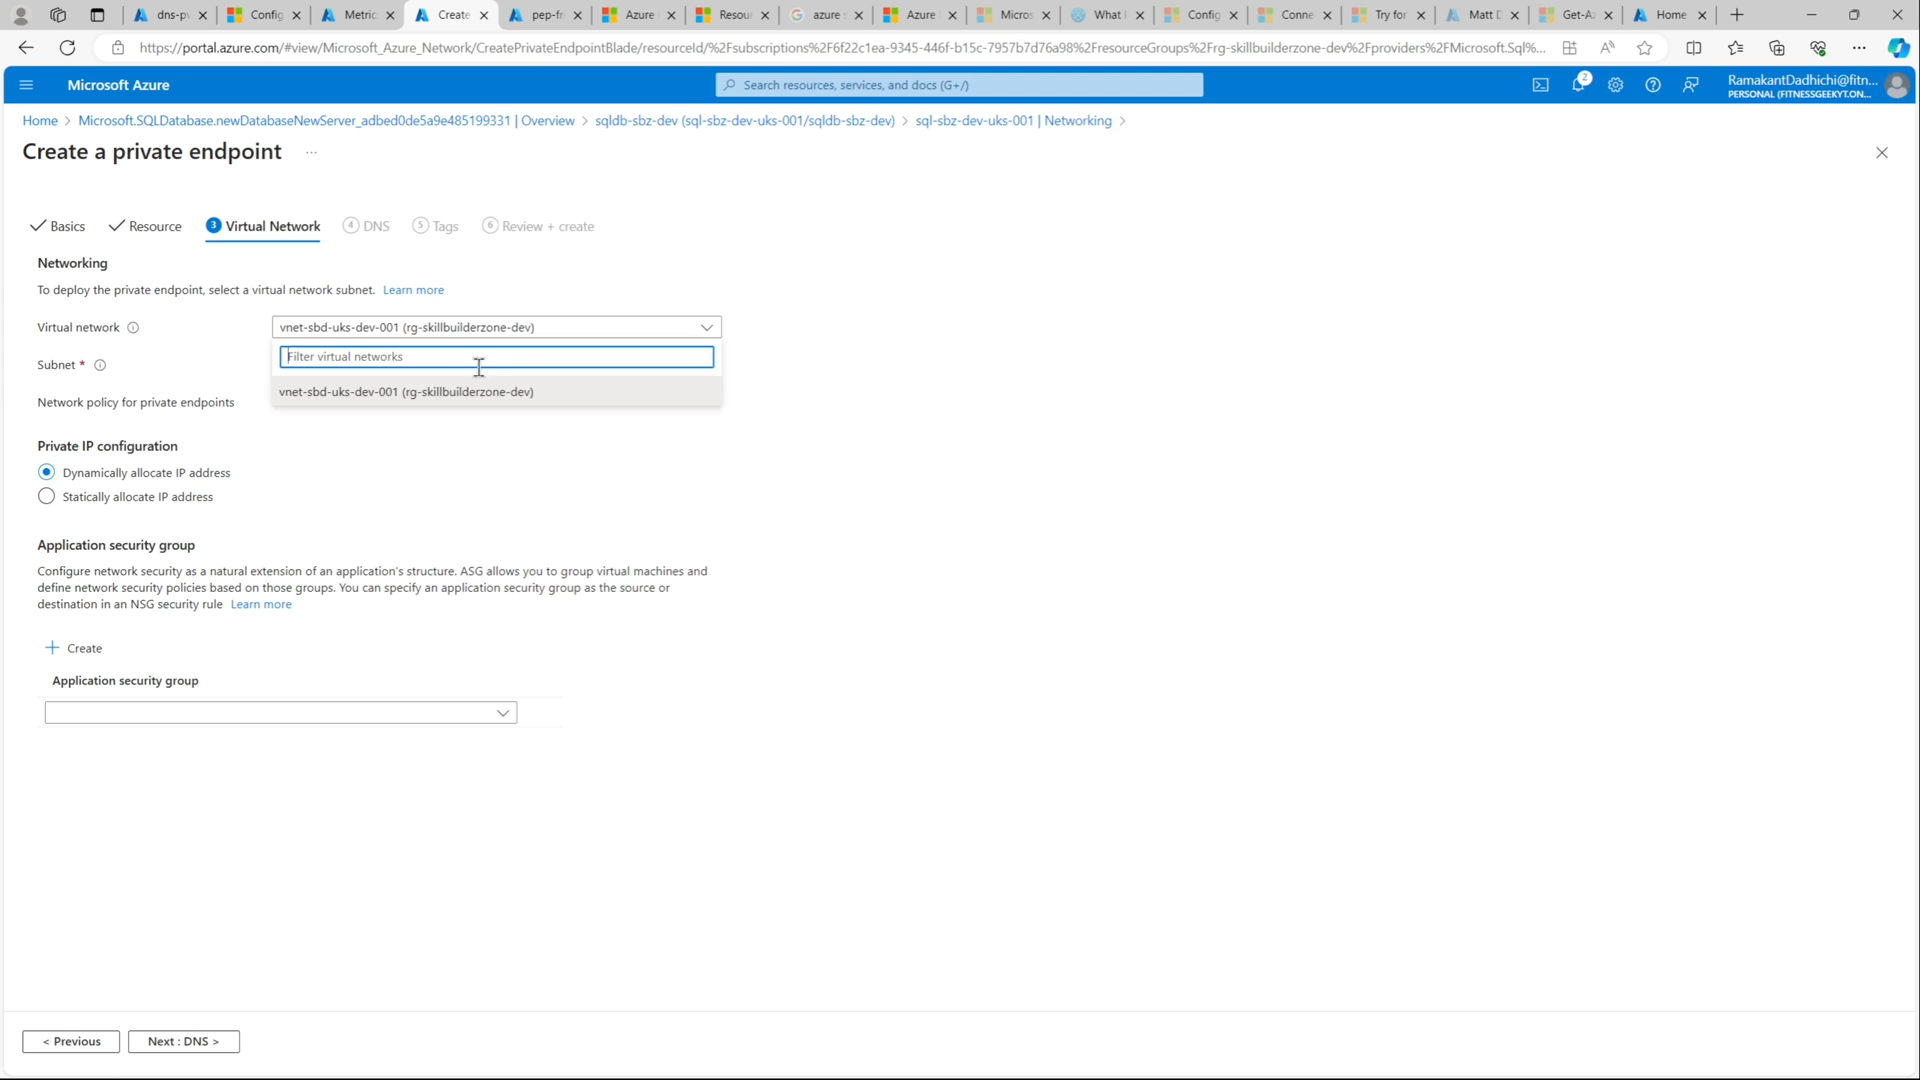 dns-pv
Config
Metric
Create
pep-fr
Azure
Resour
azure s
Azure
Micros
What I
Config
Conne
Try for
Matt D
Get-Az
Home
https://portal.azure.com/#view/Microsoft_Azure_Network/CreatePrivateEndpointBlade/resourceId/%2Fsubscriptions%2F6f22c1ea-9345-446f-b15c-7957b7d76a98%2FresourceGroups%2Frg-skillbuilderzone-dev%2Fproviders%2FMicrosoft.Sql%...
Microsoft Azure
Search resources, services, and docs (G+/)
2
RamakantDadhichi@fitn...
PERSONAL (FITNESSGEEKYT.ON...
Home > Microsoft.SQLDatabase.newDatabaseNewServer_adbed0de5a9e485199331 | Overview > sqldb-sbz-dev (sql-sbz-dev-uks-001/sqldb-sbz-dev) > sql-sbz-dev-uks-001 | Networking >
Create a private endpoint ...
Basics
Resource
3 Virtual Network
4 DNS
5 Tags
6 Review + create
Networking
To deploy the private endpoint, select a virtual network subnet. Learn more
Virtual network
vnet-sbd-uks-dev-001 (rg-skillbuilderzone-dev)
Filter virtual networks
Subnet *
vnet-sbd-uks-dev-001 (rg-skillbuilderzone-dev)
Network policy for private endpoints
Private IP configuration
Dynamically allocate IP address
Statically allocate IP address
Application security group
Configure network security as a natural extension of an application's structure. ASG allows you to group virtual machines and
define network security policies based on those groups. You can specify an application security group as the source or
destination in an NSG security rule Learn more
+ Create
Application security group
< Previous
Next : DNS >